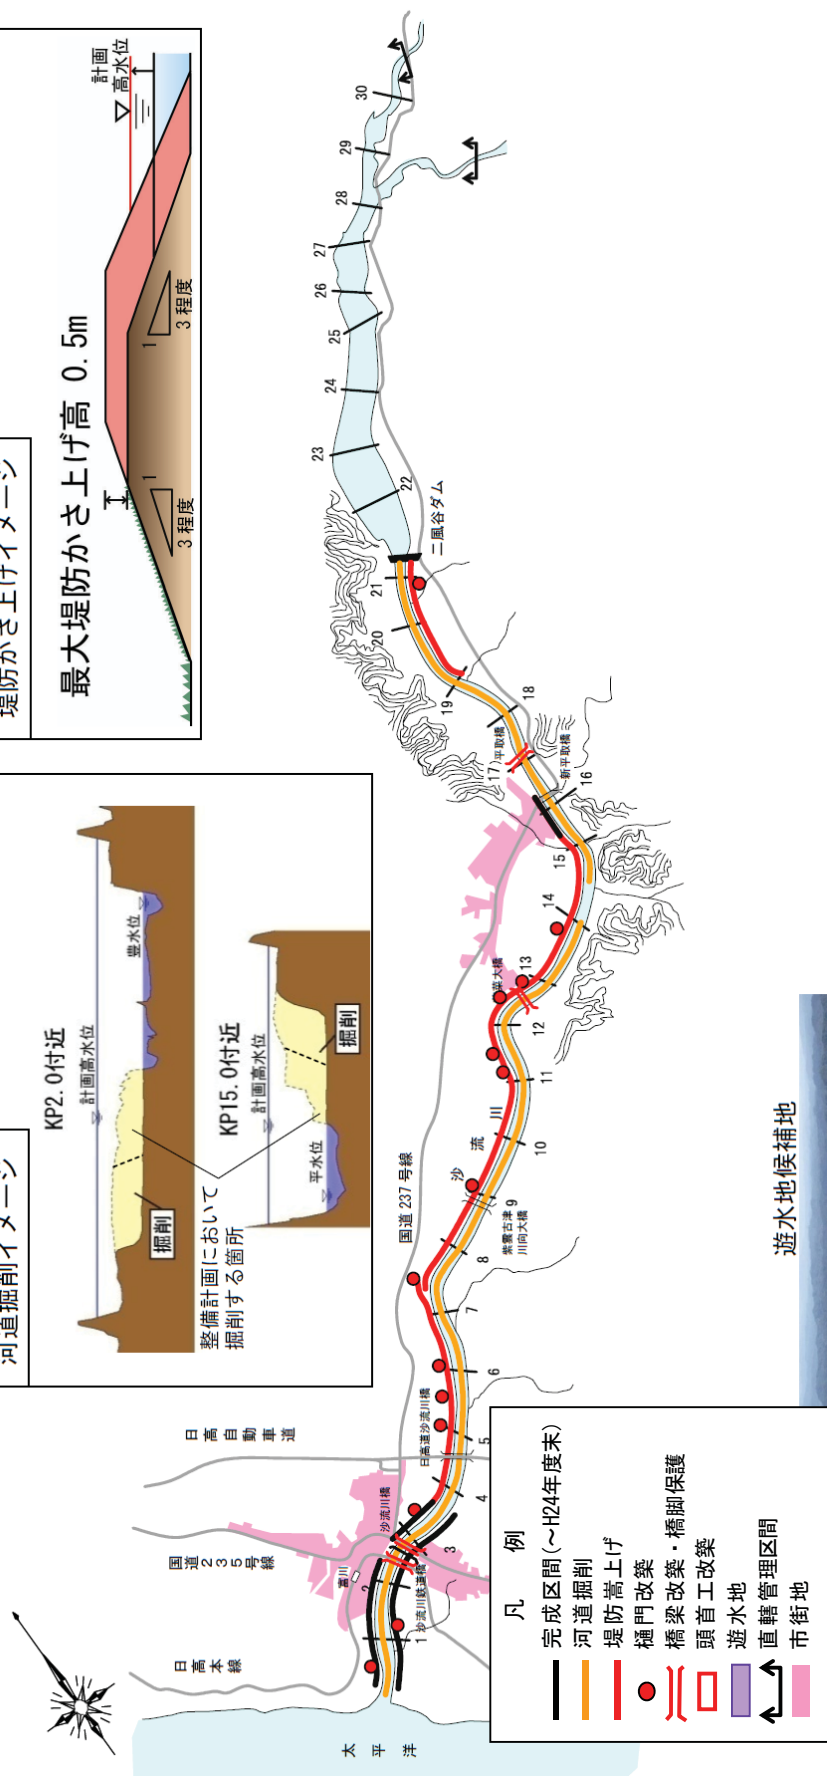 河道掘削イメージ
KP2.0付近
計画高水位
豊水位
掘削
整備計画において
掘削する箇所
KP15.0付近
計画高水位
平水位
掘削
堤防かさ上げイメージ
最大堤防かさ上げ高 0.5m
計画
高水位
1
3程度
1
3程度
太平洋
日高本線
国道235号線
日高自動車道
富川
沙流川鉄道橋
沙流川橋
日高道沙流川橋
国道237号線
沙流川
紫雲古津
川向大橋
菜大橋
新平取橋
平取橋
二風谷ダム
1
2
3
4
5
6
7
8
9
10
11
12
13
14
15
16
17
18
19
20
21
22
23
24
25
26
27
28
29
30
凡例
完成区間(～H24年度末)
河道掘削
堤防嵩上げ
樋門改築
橋梁改築・橋脚保護
頭首工改築
遊水地
直轄管理区間
市街地
遊水地候補地